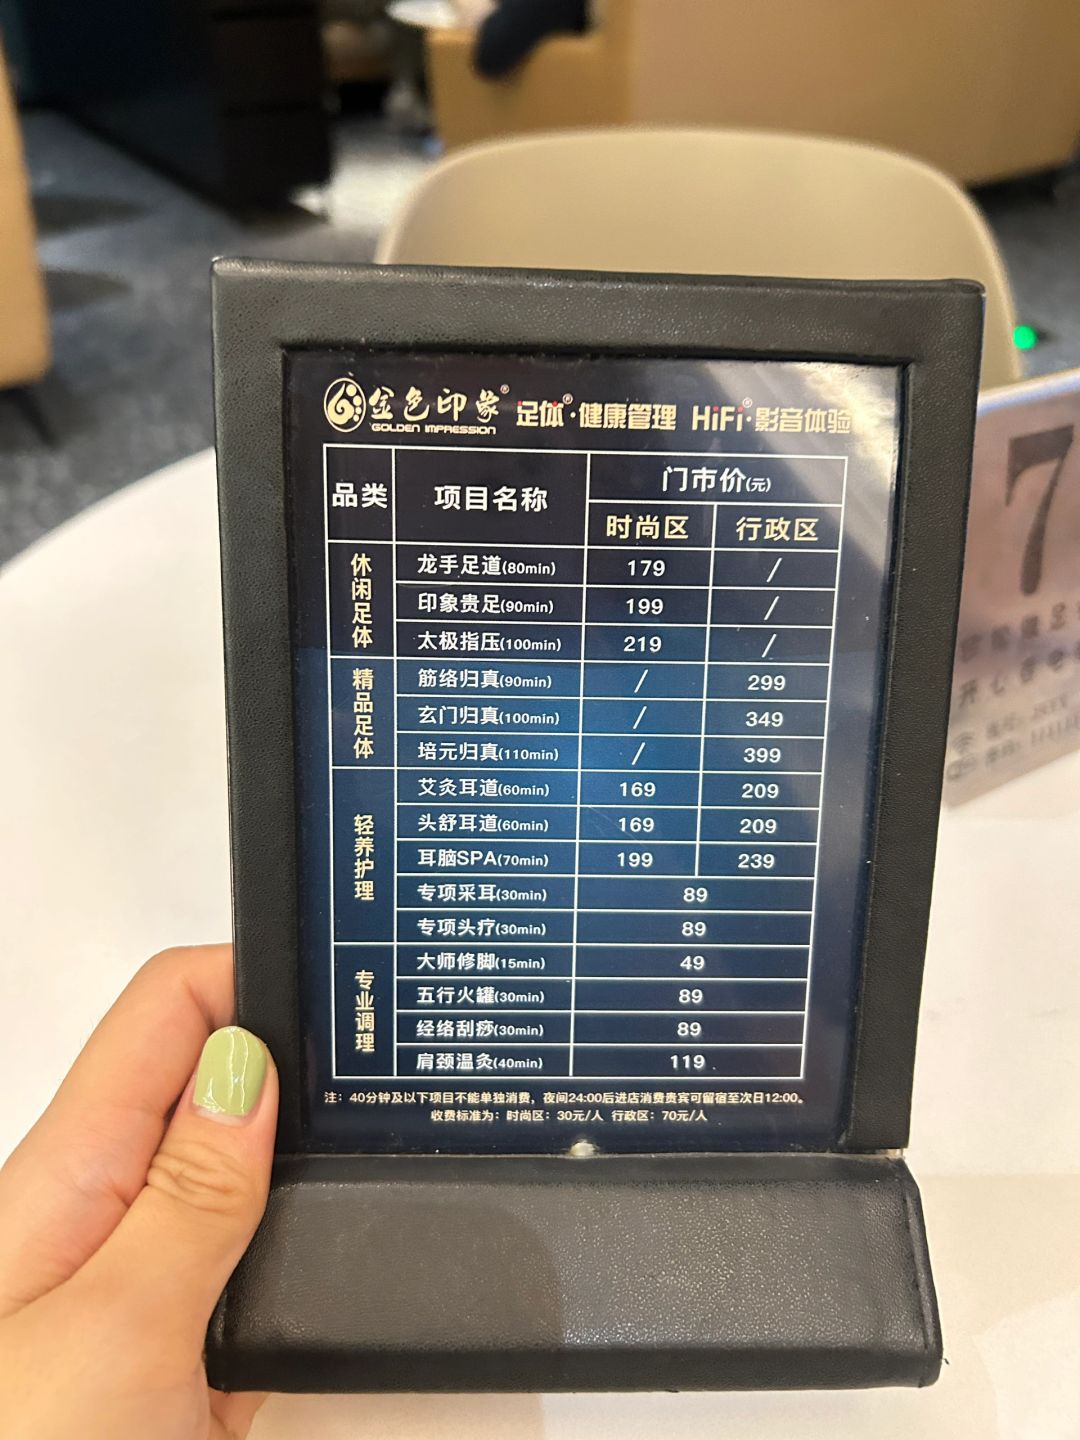 金色印象®
GOLDEN IMPRESSION
足体®·健康管理 HiFi®·影音体验
品类 项目名称 门市价(元)
时尚区 行政区
休闲足体
龙手足道(80min) 179 /
印象贵足(90min) 199 /
太极指压(100min) 219 /
精品足体
筋络归真(90min) / 299
玄门归真(100min) / 349
培元归真(110min) / 399
轻养护理
艾灸耳道(60min) 169 209
头舒耳道(60min) 169 209
耳脑SPA(70min) 199 239
专项采耳(30min) 89
专项头疗(30min) 89
专业调理
大师修脚(15min) 49
五行火罐(30min) 89
经络刮痧(30min) 89
肩颈温灸(40min) 119
注：40分钟及以下项目不能单独消费，夜间24:00后进店消费贵宾可留宿至次日12:00。
收费标准为：时尚区：30元/人 行政区：70元/人
7